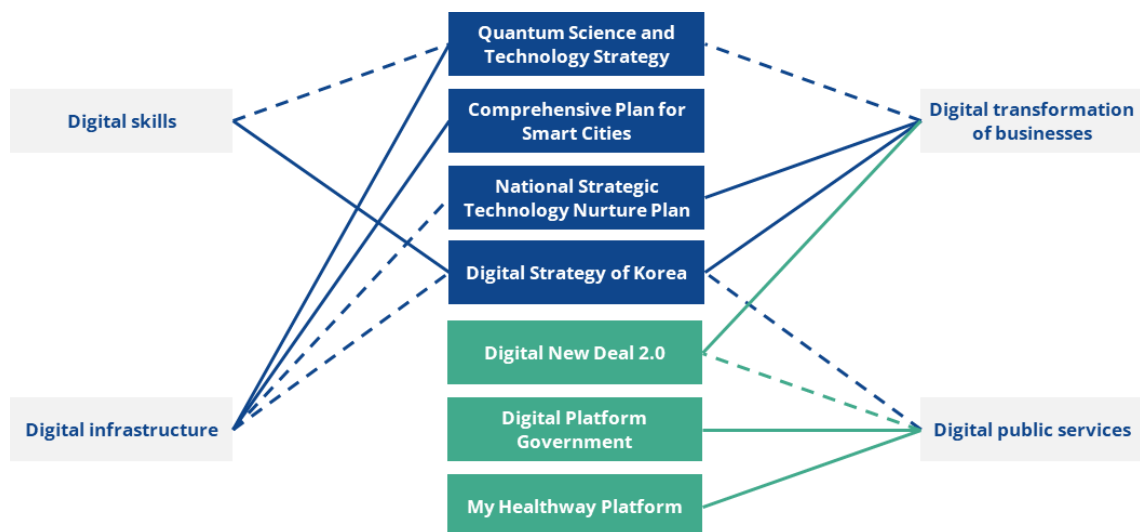 Quantum Science and
Technology Strategy
Digital skills
Comprehensive Plan for
Smart Cities
Digital transformation
of businesses
National Strategic
Technology Nurture Plan
Digital Strategy of Korea
Digital New Deal 2.0
Digital infrastructure
Digital Platform
Government
Digital public services
My Healthway Platform